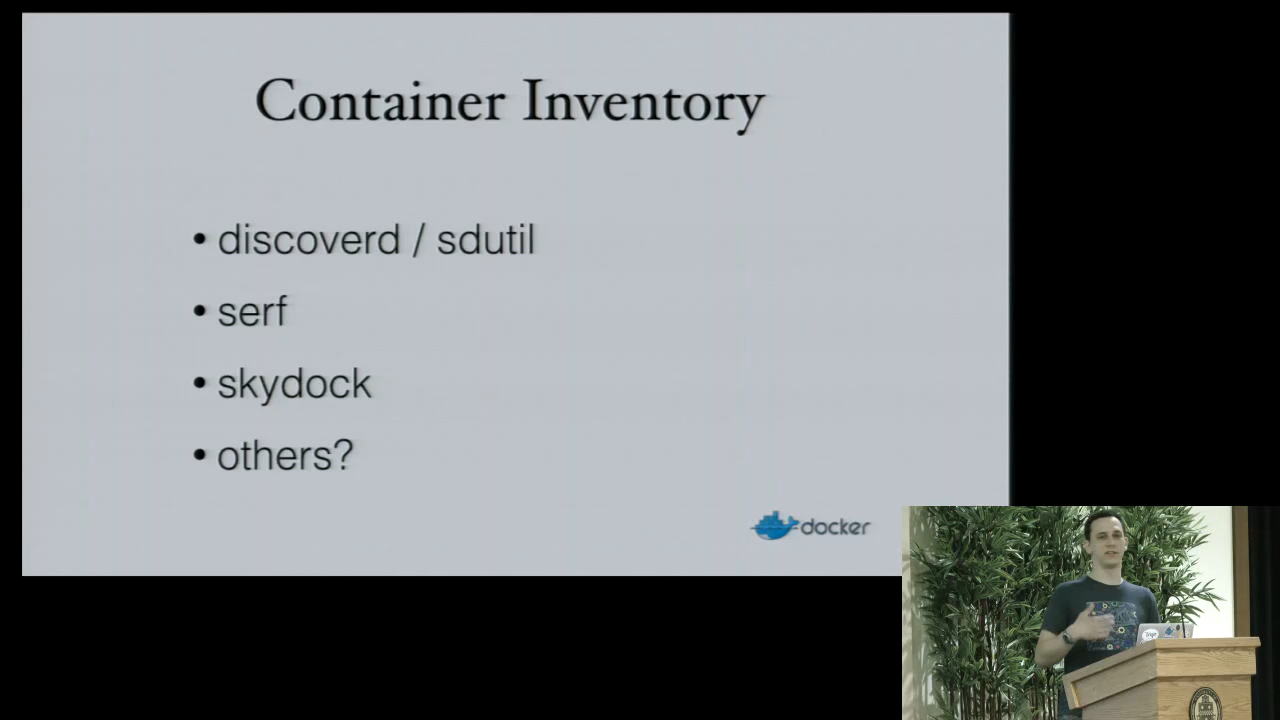 Container Inventory
• discoverd / sdutil
• serf
• skydock
• others?
docker